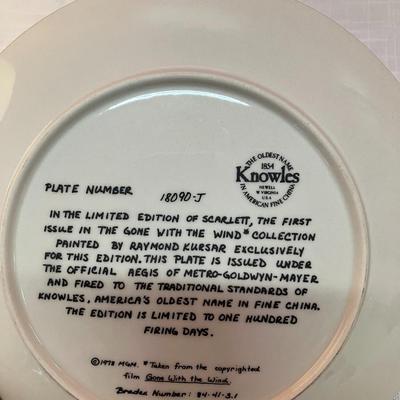 THE OLDEST NAME
1854
Knowles
NEWELL
W. VIRGINIA
U.S.A.
IN AMERICAN FINE CHINA
PLATE NUMBER 18090-J
IN THE LIMITED EDITION OF SCARLETT, THE FIRST
ISSUE IN THE GONE WITH THE WIND* COLLECTION
PAINTED BY RAYMOND KURSAR EXCLUSIVELY
FOR THIS EDITION. THIS PLATE IS ISSUED UNDER
THE OFFICIAL AEGIS OF METRO-GOLDWYN-MAYER
AND FIRED TO THE TRADITIONAL STANDARDS OF
KNOWLES, AMERICA'S OLDEST NAME IN FINE CHINA.
THE EDITION IS LIMITED TO ONE HUNDRED
FIRING DAYS.
©1978 MGM. *Taken from the copyrighted
film Gone With the Wind.
Bradex Number: 84-41-3.1